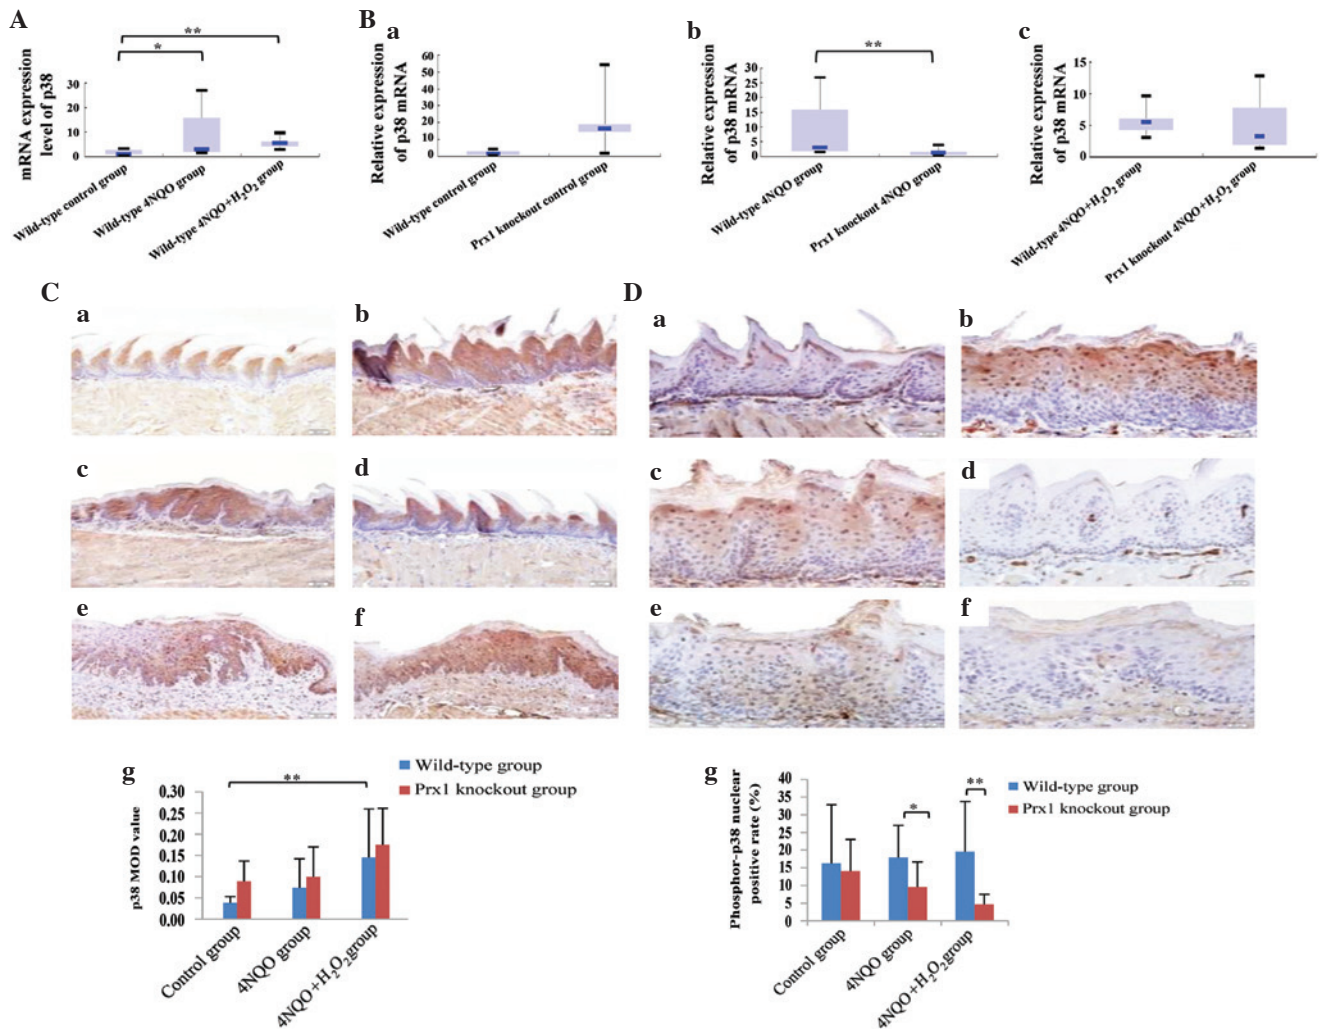 A
mRNA expression
level of p38
30
20
10
0
**
*
Wild-type control group
Wild-type 4NQO group
Wild-type 4NQO+H₂O₂ group
B
a
Relative expression
of p38 mRNA
60
50
40
30
20
10
0
Wild-type control group
Prx1 knockout control group
b
Relative expression
of p38 mRNA
30
25
20
15
10
5
0
**
Wild-type 4NQO group
Prx1 knockout 4NQO group
c
Relative expression
of p38 mRNA
15
10
5
0
Wild-type 4NQO+H₂O₂ group
Prx1 knockout 4NQO+H₂O₂ group
C
a
b
c
d
e
f
g
p38 MOD value
0.30
0.25
0.20
0.15
0.10
0.05
0.00
**
Wild-type group
Prx1 knockout group
Control group
4NQO group
4NQO+H₂O₂group
D
a
b
c
d
e
f
g
Phosphor-p38 nuclear
positive rate (%)
40
35
30
25
20
15
10
5
0
*
**
Wild-type group
Prx1 knockout group
Control group
4NQO group
4NQO+H₂O₂group